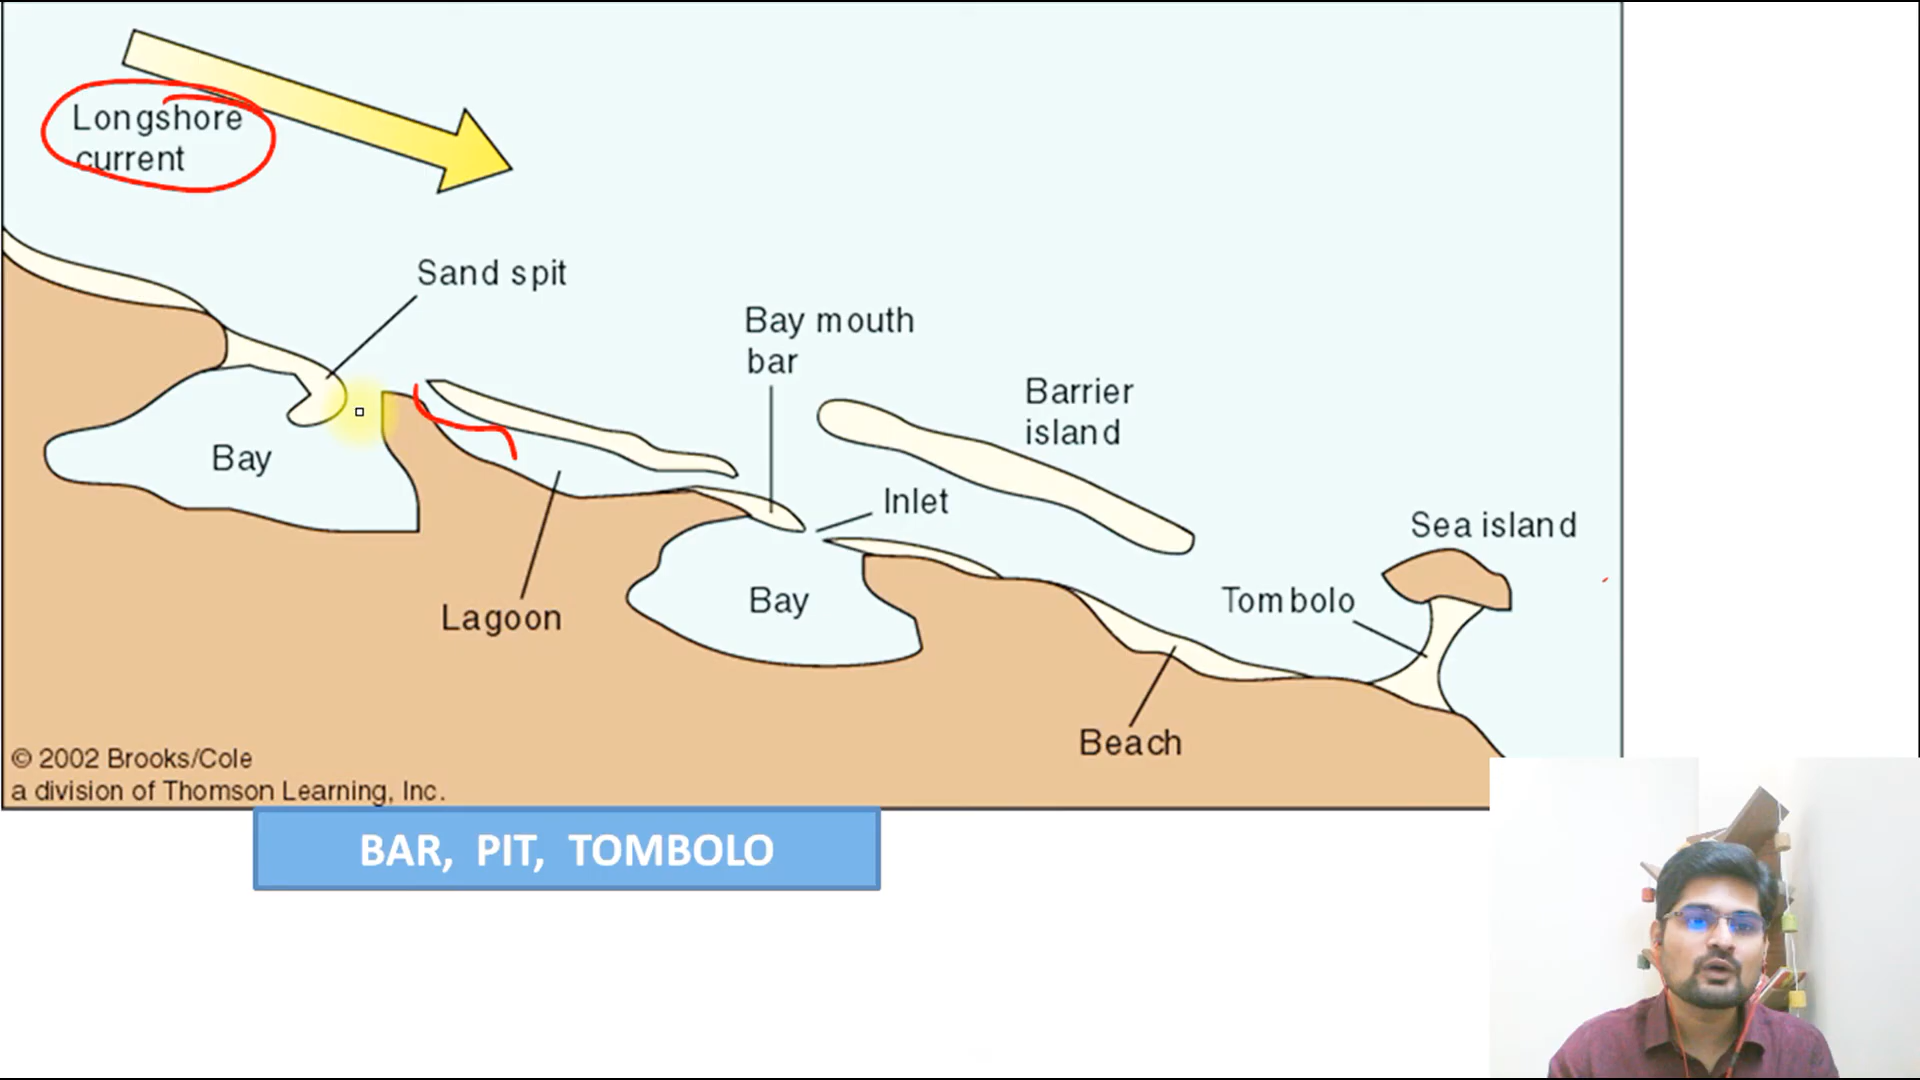 Longshore
current
Sand spit
Bay mouth
bar
Barrier
island
Bay
Inlet
Sea island
Lagoon
Bay
Tombolo
Beach
© 2002 Brooks/Cole
a division of Thomson Learning, Inc.
BAR, PIT, TOMBOLO